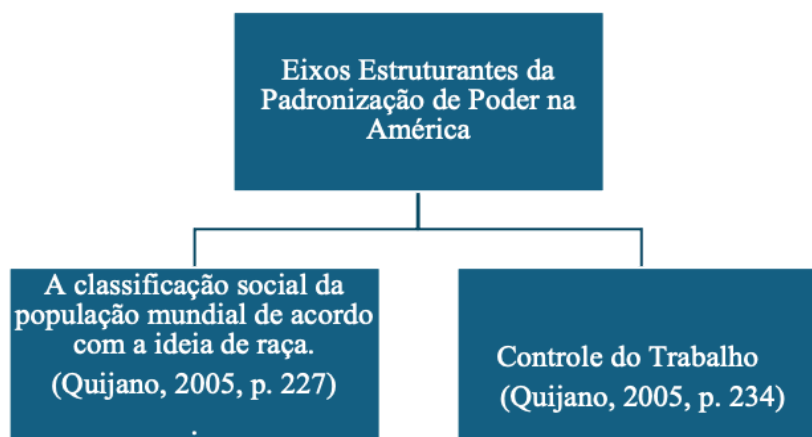 Eixos Estruturantes da
Padronização de Poder na
América
A classificação social da
população mundial de acordo
com a ideia de raça.
(Quijano, 2005, p. 227)
.
Controle do Trabalho
(Quijano, 2005, p. 234)